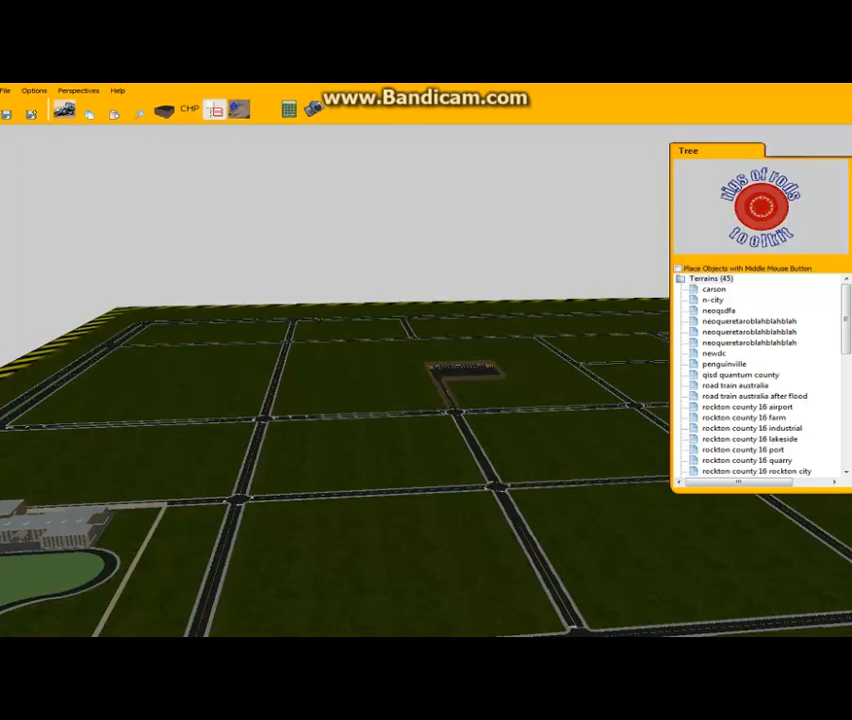 www.Bandicam.com
File Options Perspectives Help
CHP
Tree
rigs of rods
toolkit
Place Objects with Middle Mouse Button
Terrains (45)
carson
n-city
neoqsdfa
neoqueretaroblahblahblah
neoqueretaroblahblahblah
neoqueretaroblahblahblah
newdc
penguinville
qisd quantum county
road train australia
road train australia after flood
rockton county 16 airport
rockton county 16 farm
rockton county 16 industrial
rockton county 16 lakeside
rockton county 16 port
rockton county 16 quarry
rockton county 16 rockton city